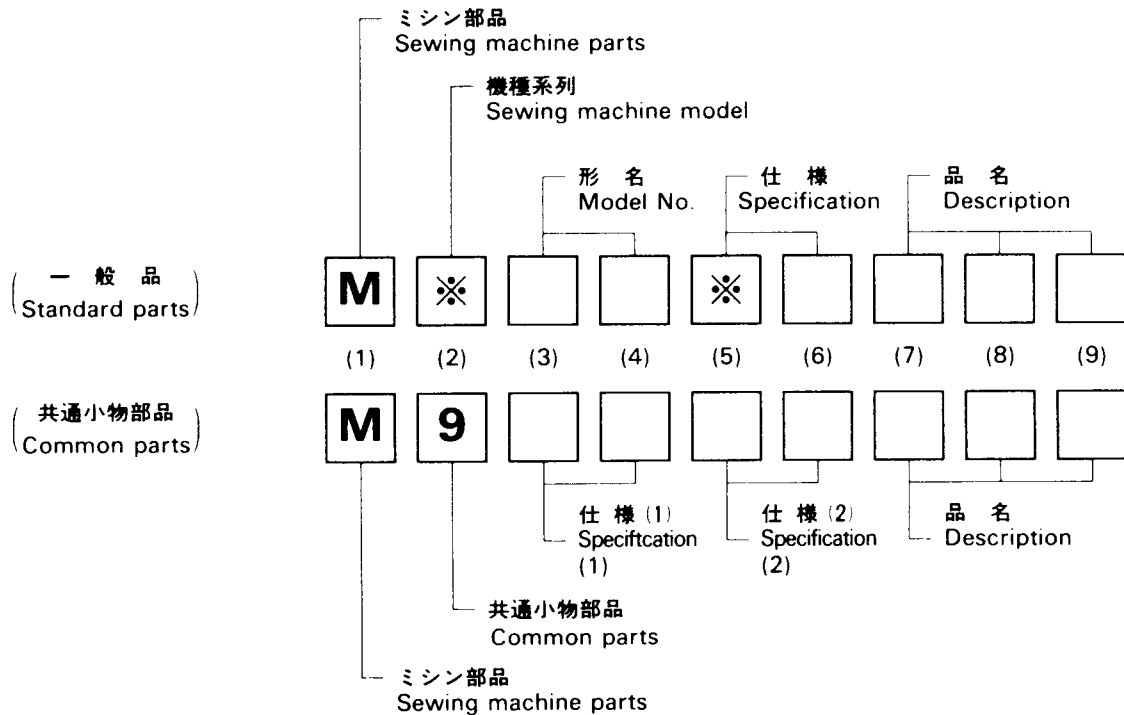 ミシン部品
Sewing machine parts
機種系列
Sewing machine model
形 名
Model No.
仕 様
Specification
品 名
Description
(一 般 品
Standard parts)
M ※ ※
(1) (2) (3) (4) (5) (6) (7) (8) (9)
(共通小物部品
Common parts)
M 9
仕 様 (1)
Speciftcation
(1)
仕 様 (2)
Specification
(2)
品 名
Description
共通小物部品
Common parts
ミシン部品
Sewing machine parts